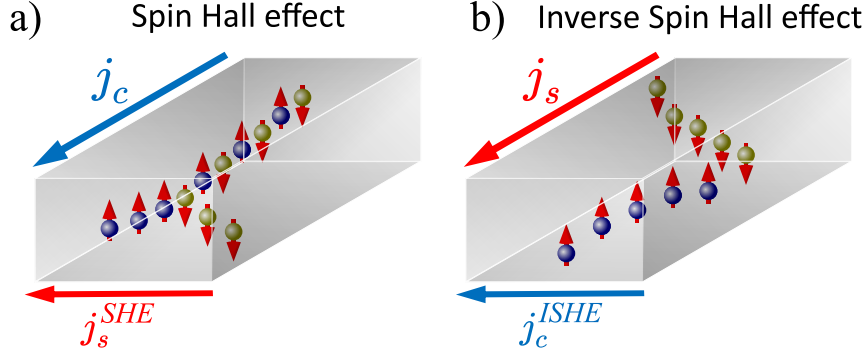 a) Spin Hall effect
j_c
j_s^{SHE}
b) Inverse Spin Hall effect
j_s
j_c^{ISHE}